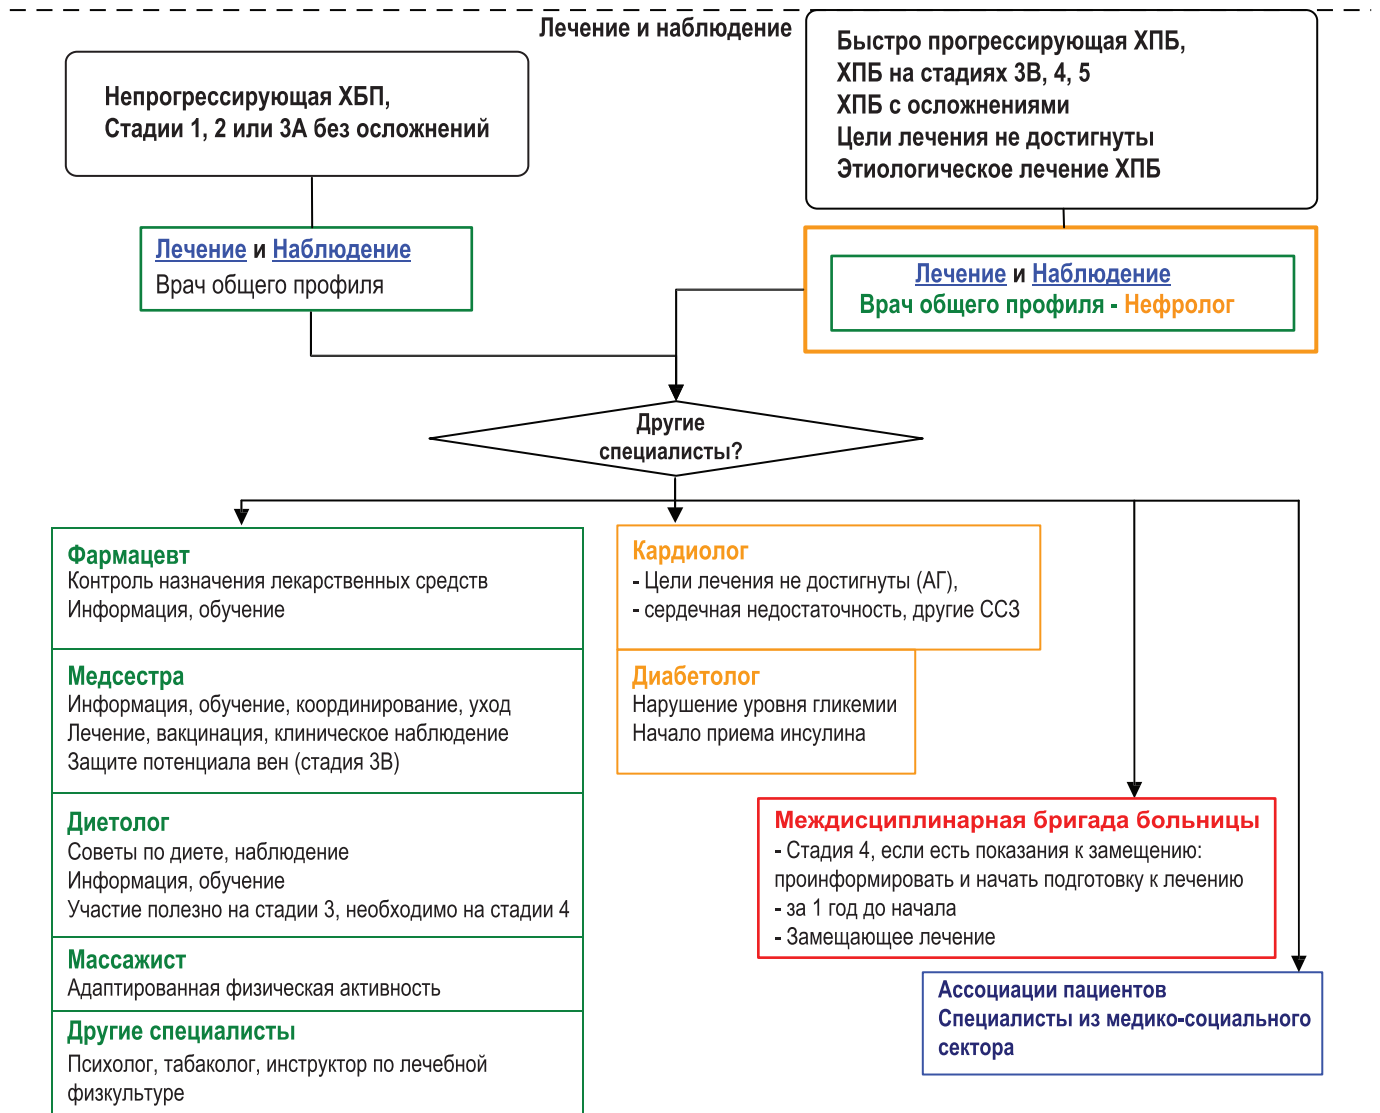 Лечение и наблюдение
Непрогрессирующая ХБП,
Стадии 1, 2 или 3А без осложнений
Быстро прогрессирующая ХПБ,
ХПБ на стадиях 3В, 4, 5
ХПБ с осложнениями
Цели лечения не достигнуты
Этиологическое лечение ХПБ
Лечение и Наблюдение
Врач общего профиля
Лечение и Наблюдение
Врач общего профиля - Нефролог
Другие
специалисты?
Фармацевт
Контроль назначения лекарственных средств
Информация, обучение
Медсестра
Информация, обучение, координирование, уход
Лечение, вакцинация, клиническое наблюдение
Защите потенциала вен (стадия 3В)
Диетолог
Советы по диете, наблюдение
Информация, обучение
Участие полезно на стадии 3, необходимо на стадии 4
Массажист
Адаптированная физическая активность
Другие специалисты
Психолог, табаколог, инструктор по лечебной
физкультуре
Кардиолог
- Цели лечения не достигнуты (АГ),
- сердечная недостаточность, другие ССЗ
Диабетолог
Нарушение уровня гликемии
Начало приема инсулина
Междисциплинарная бригада больницы
- Стадия 4, если есть показания к замещению:
проинформировать и начать подготовку к лечению
- за 1 год до начала
- Замещающее лечение
Ассоциации пациентов
Специалисты из медико-социального
сектора